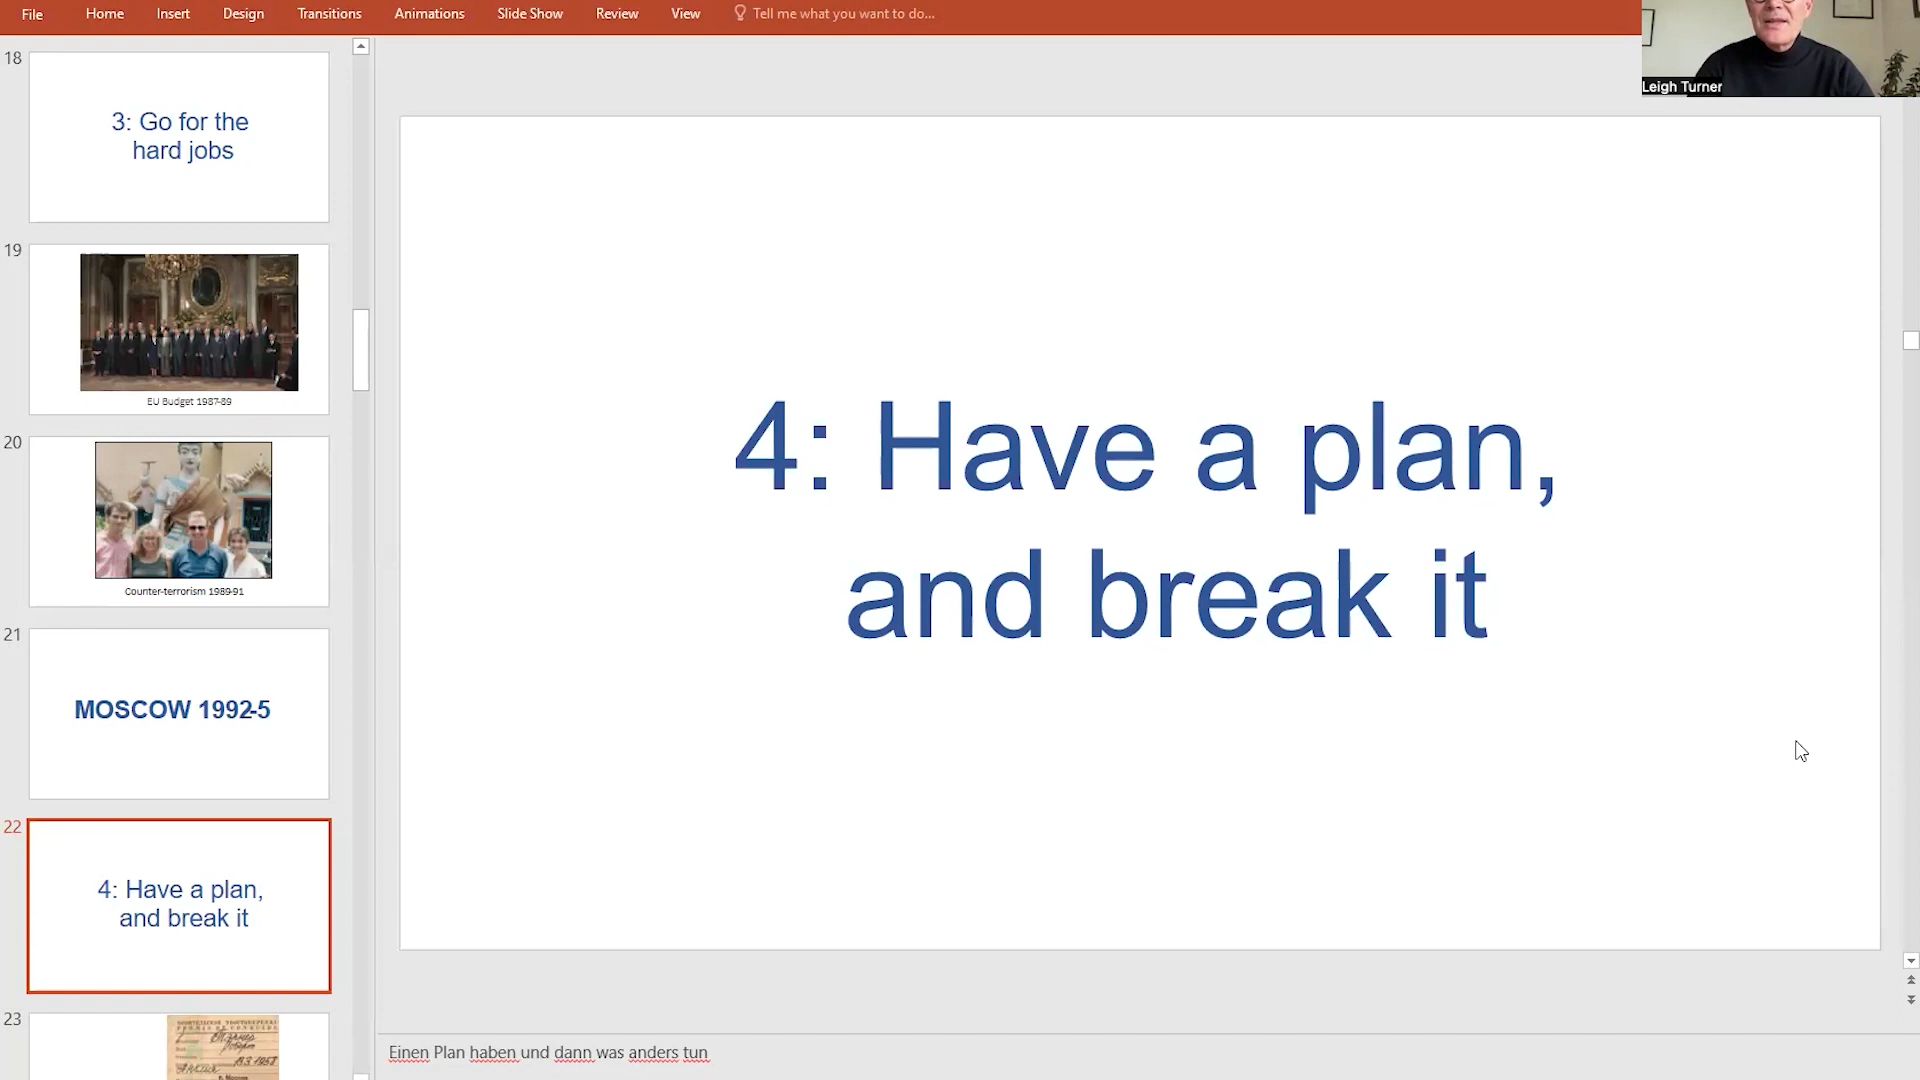 File Home Insert Design Transitions Animations Slide Show Review View Tell me what you want to do...
Leigh Turner
18
3: Go for the
hard jobs
19
EU Budget 1987-89
20
Counter-terrorism 1989-91
21
MOSCOW 1992-5
22
4: Have a plan,
and break it
23
4: Have a plan,
and break it
Einen Plan haben und dann was anders tun